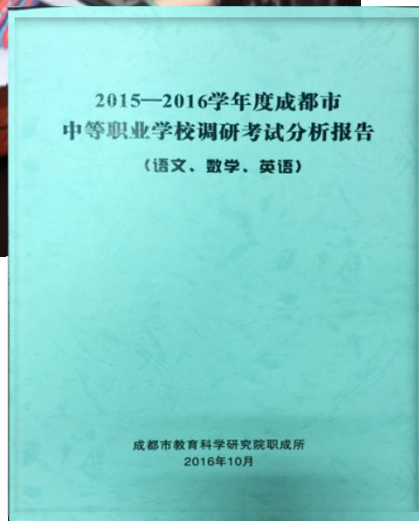 2015—2016学年度成都市
中等职业学校调研考试分析报告
（语文、数学、英语）
成都市教育科学研究院职成所
2016年10月